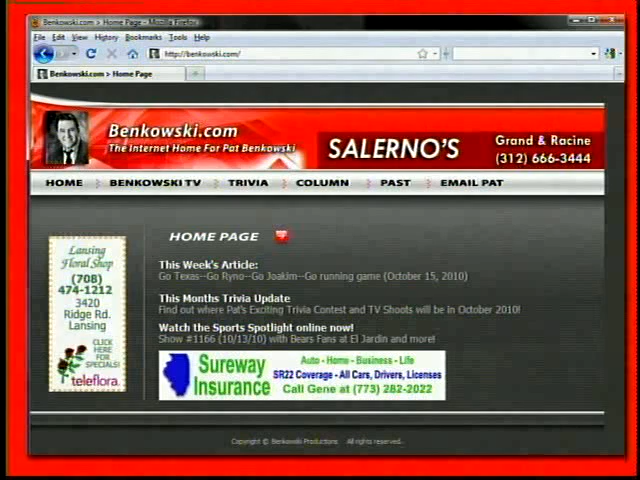 Benkowski.com > Home Page - Mozilla Firefox
File Edit View History Bookmarks Tools Help
http://benkowski.com/
Benkowski.com > Home Page
Benkowski.com
The Internet Home For Pat Benkowski
SALERNO'S
Grand & Racine
(312) 666-3444
HOME BENKOWSKI TV TRIVIA COLUMN PAST EMAIL PAT
HOME PAGE
Lansing
Floral Shop
(708)
474-1212
3420
Ridge Rd.
Lansing
CLICK
HERE
FOR
SPECIALS!
teleflora.
This Week's Article:
Go Texas--Go Ryno--Go Joakim--Go running game (October 15, 2010)
This Months Trivia Update
Find out where Pat's Exciting Trivia Contest and TV Shoots will be in October 2010!
Watch the Sports Spotlight online now!
Show #1166 (10/13/10) with Bears Fans at El Jardin and more!
Sureway
Insurance
Auto - Home - Business - Life
SR22 Coverage - All Cars, Drivers, Licenses
Call Gene at (773) 282-2022
Copyright © Benkowski Productions All rights reserved.